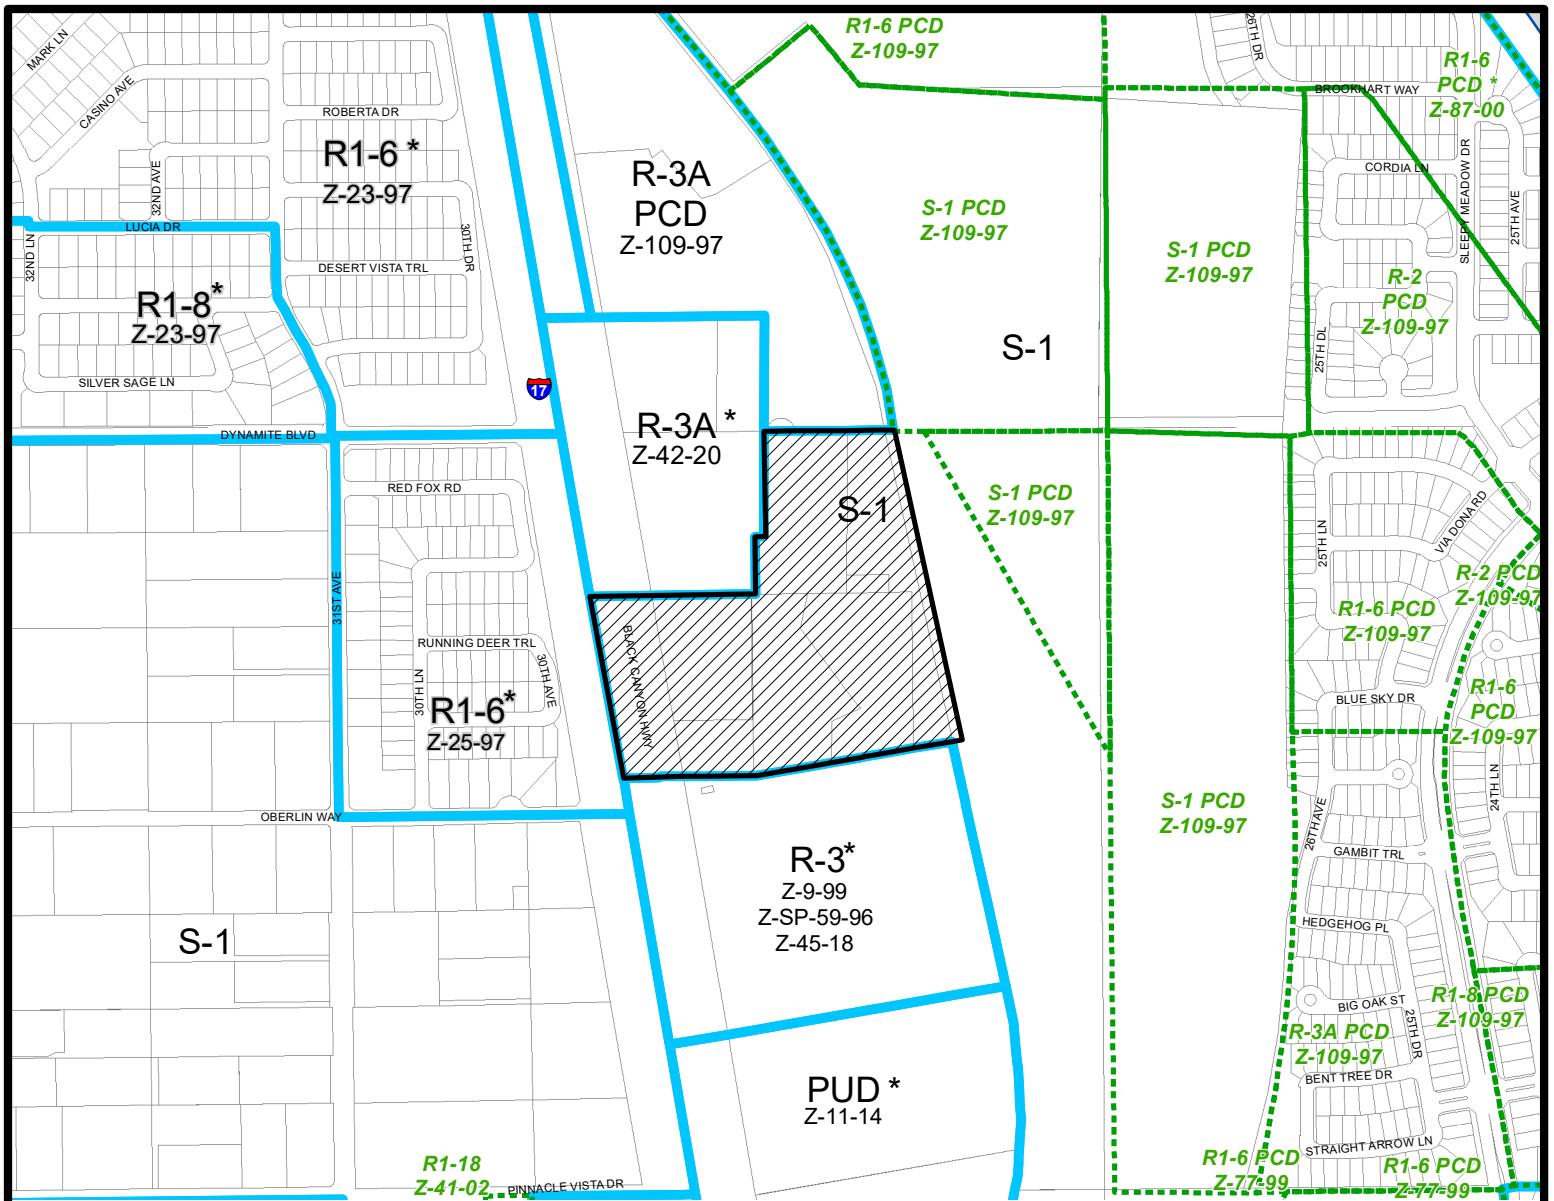 R1-6 PCD
Z-109-97
26TH DR
R1-6
PCD *
Z-87-00
MARK LN
CASINO AVE
ROBERTA DR
BROOKHART WAY
R1-6 *
Z-23-97
R-3A
PCD
Z-109-97
CORDIA LN
SLEEPY MEADOW DR
25TH AVE
32ND AVE
LUCIA DR
32ND LN
30TH DR
DESERT VISTA TRL
S-1 PCD
Z-109-97
S-1 PCD
Z-109-97
R-2
PCD
Z-109-97
R1-8*
Z-23-97
25TH DL
S-1
SILVER SAGE LN
17
DYNAMITE BLVD
R-3A *
Z-42-20
RED FOX RD
S-1
S-1 PCD
Z-109-97
25TH LN
VIA DONA RD
31ST AVE
R-2 PCD
Z-109-97
R1-6 PCD
Z-109-97
RUNNING DEER TRL
30TH LN
30TH AVE
BLACK CANYON HWY
R1-6*
Z-25-97
BLUE SKY DR
R1-6
PCD
Z-109-97
24TH LN
OBERLIN WAY
S-1 PCD
Z-109-97
26TH AVE
GAMBIT TRL
R-3*
Z-9-99
Z-SP-59-96
Z-45-18
HEDGEHOG PL
S-1
BIG OAK ST
R1-8 PCD
Z-109-97
R-3A PCD
Z-109-97
25TH DR
BENT TREE DR
PUD *
Z-11-14
STRAIGHT ARROW LN
R1-18
Z-41-02
PINNACLE VISTA DR
R1-6 PCD
Z-77-99
R1-6 PCD
Z-77-99